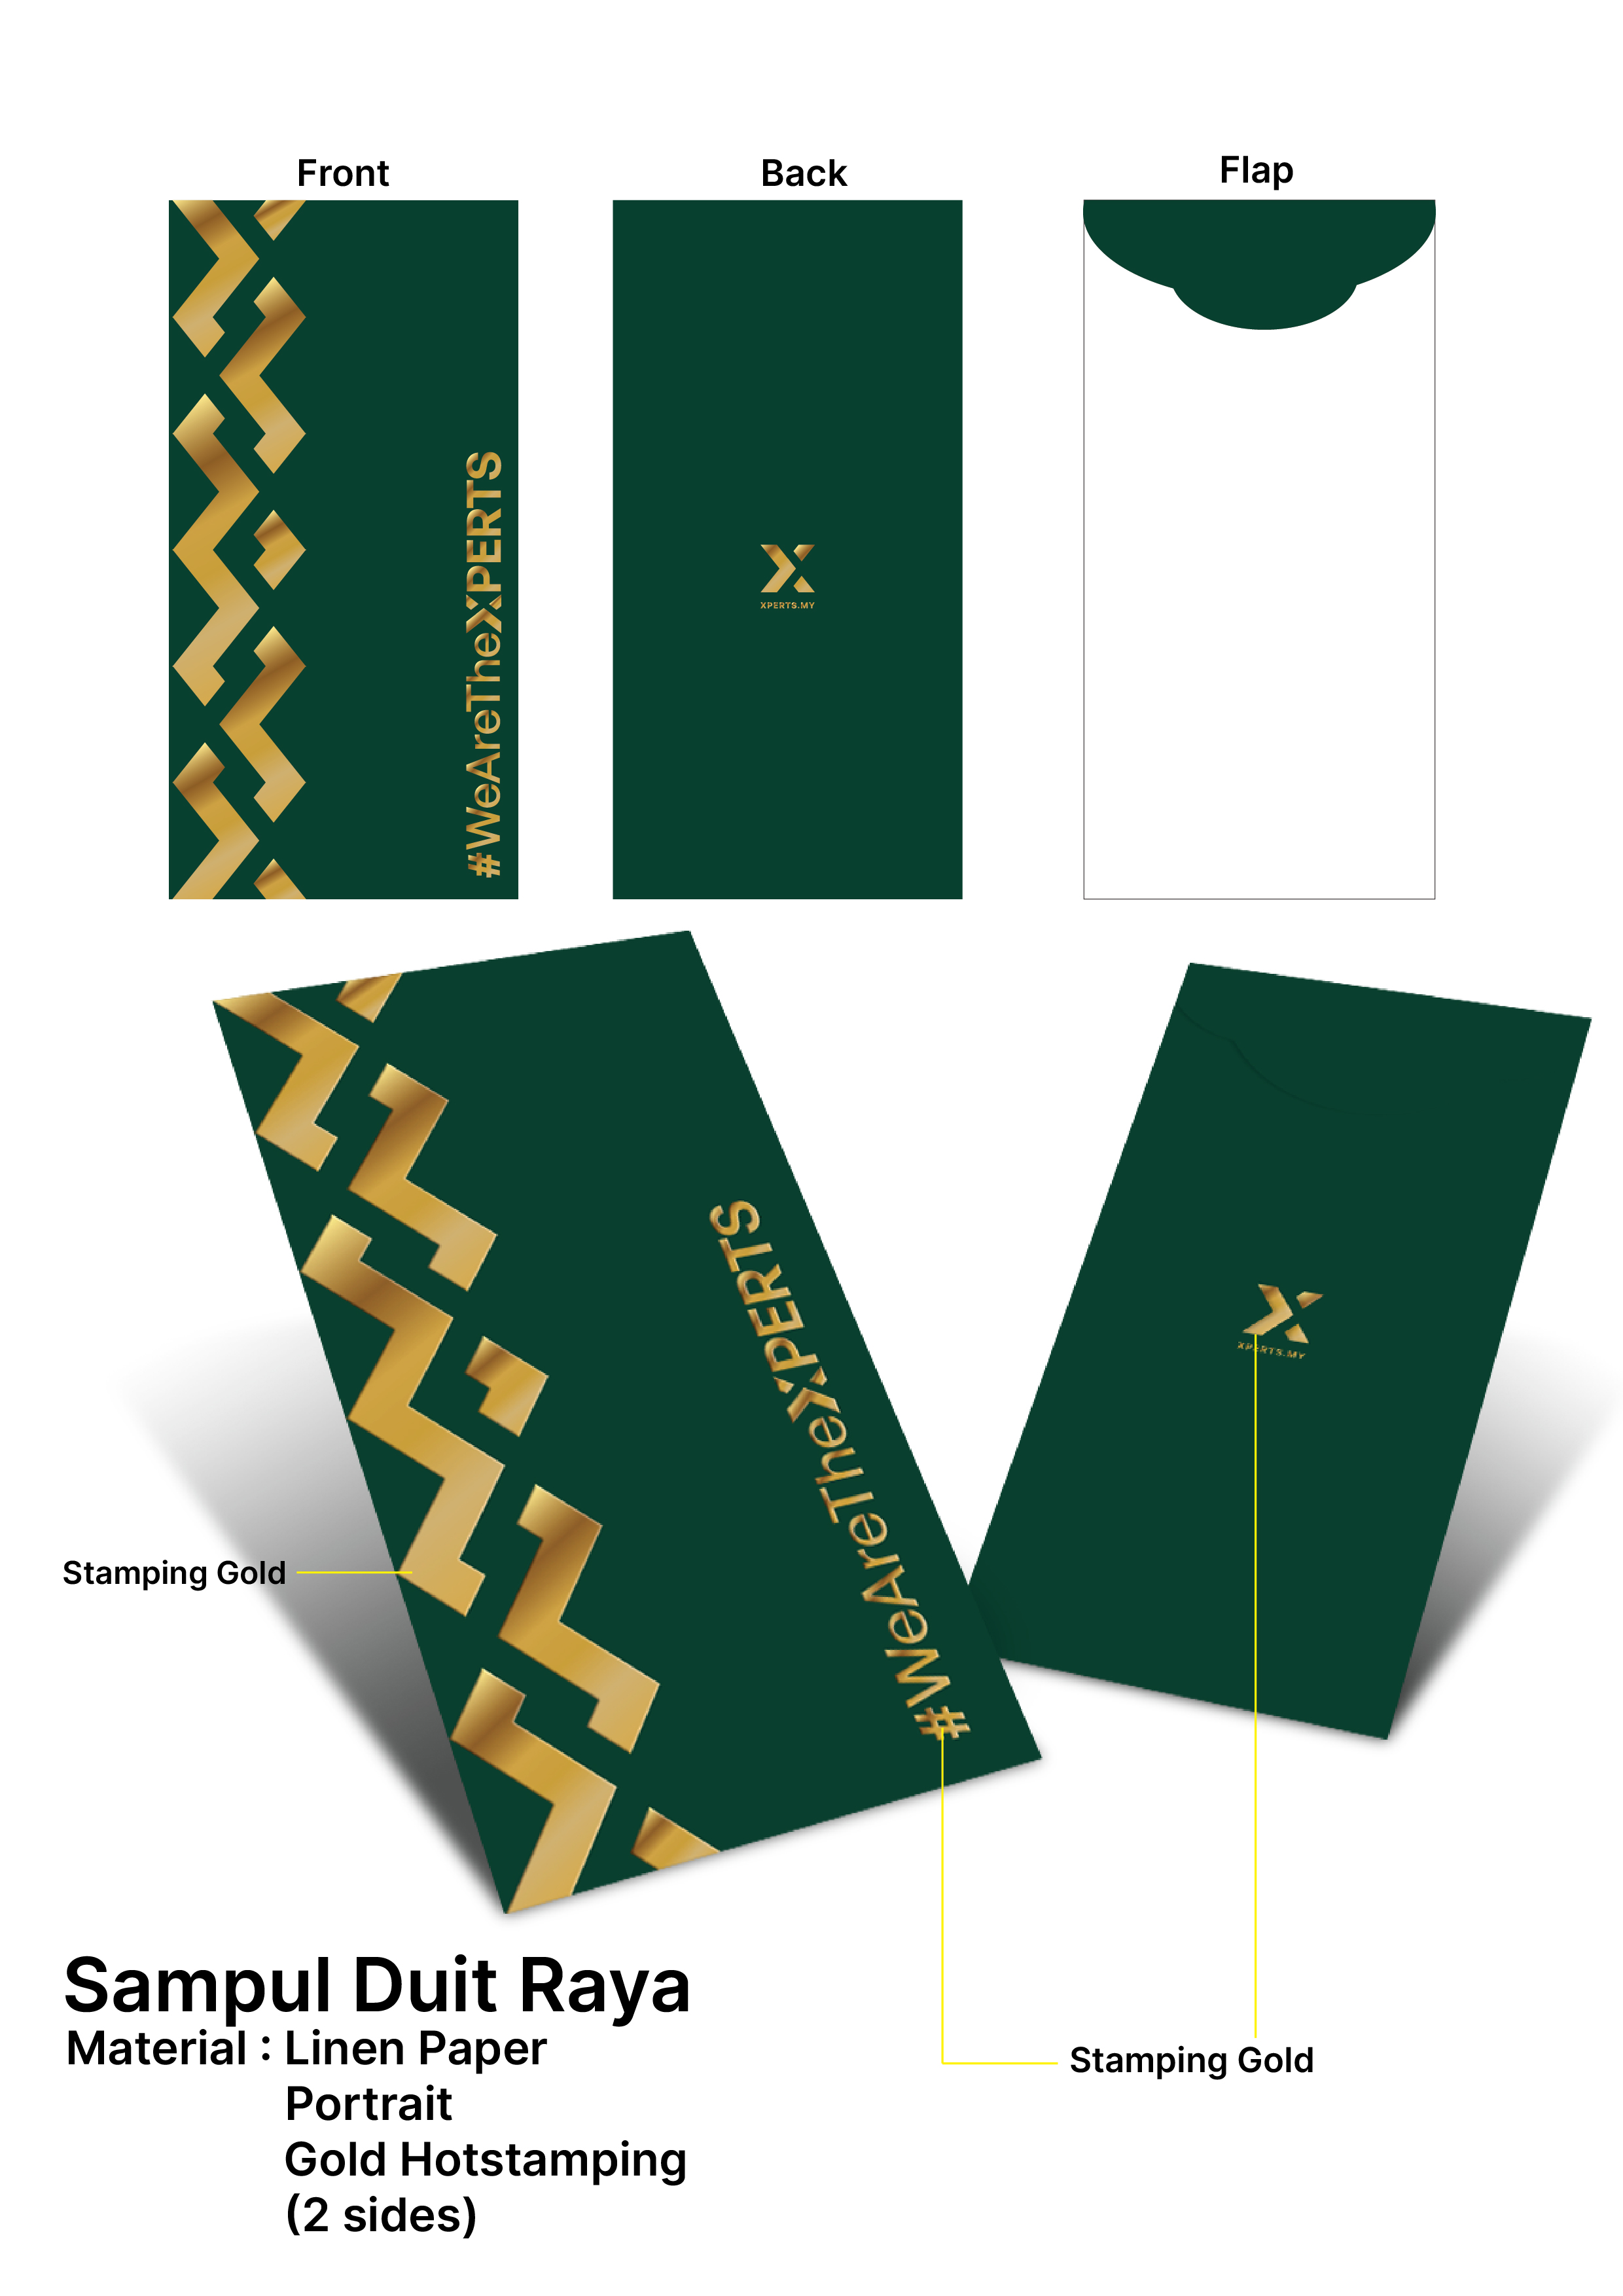 Front
Back
Flap
#WeAreTheXPERTS
XPERTS.MY
#WeAreTheXPERTS
XPERTS.MY
Stamping Gold
Sampul Duit Raya
Material : Linen Paper
Portrait
Gold Hotstamping
(2 sides)
Stamping Gold